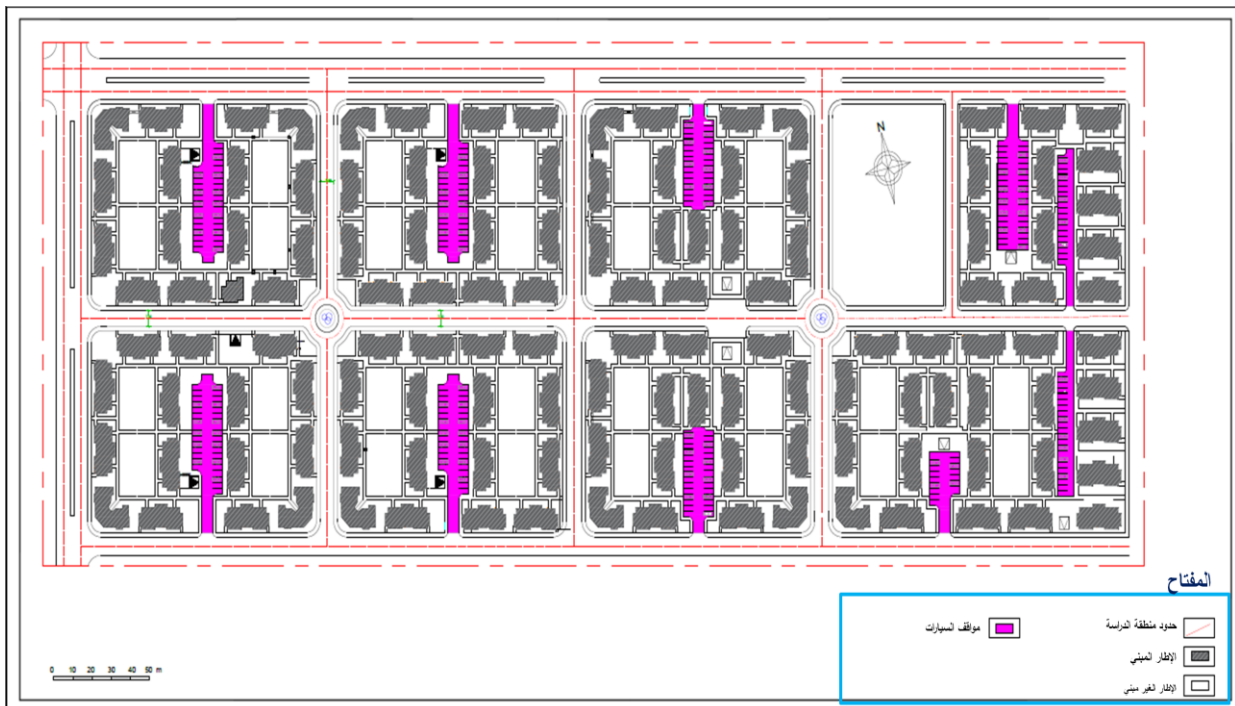 N
المفتاح
حدود منطقة الدراسة
مواقف السيارات
الإطار المبني
الإطار الغير مبني
0 10 20 30 40 50 m